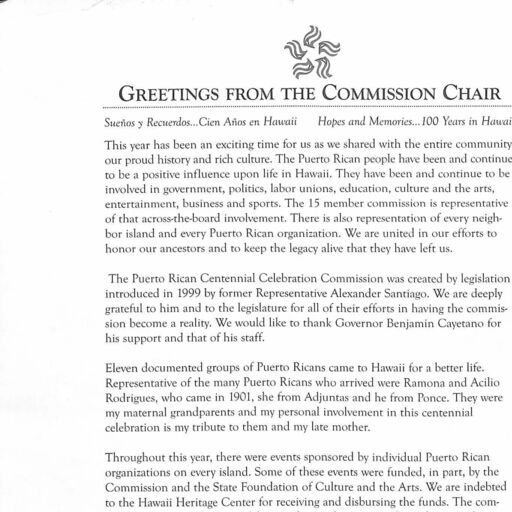 GREETINGS FROM THE COMMISSION CHAIR
Sueños y Recuerdos...Cien Años en Hawaii Hopes and Memories...100 Years in Hawai
This year has been an exciting time for us as we shared with the entire community
our proud history and rich culture. The Puerto Rican people have been and continue
to be a positive influence upon life in Hawaii. They have been and continue to be
involved in government, politics, labor unions, education, culture and the arts,
entertainment, business and sports. The 15 member commission is representative
of that across-the-board involvement. There is also representation of every neigh-
bor island and every Puerto Rican organization. We are united in our efforts to
honor our ancestors and to keep the legacy alive that they have left us.
The Puerto Rican Centennial Celebration Commission was created by legislation
introduced in 1999 by former Representative Alexander Santiago. We are deeply
grateful to him and to the legislature for all of their efforts in having the commis-
sion become a reality. We would like to thank Governor Benjamin Cayetano for
his support and that of his staff.
Eleven documented groups of Puerto Ricans came to Hawaii for a better life.
Representative of the many Puerto Ricans who arrived were Ramona and Acilio
Rodrigues, who came in 1901, she from Adjuntas and he from Ponce. They were
my maternal grandparents and my personal involvement in this centennial
celebration is my tribute to them and my late mother.
Throughout this year, there were events sponsored by individual Puerto Rican
organizations on every island. Some of these events were funded, in part, by the
Commission and the State Foundation of Culture and the Arts. We are indebted
to the Hawaii Heritage Center for receiving and disbursing the funds. The com-